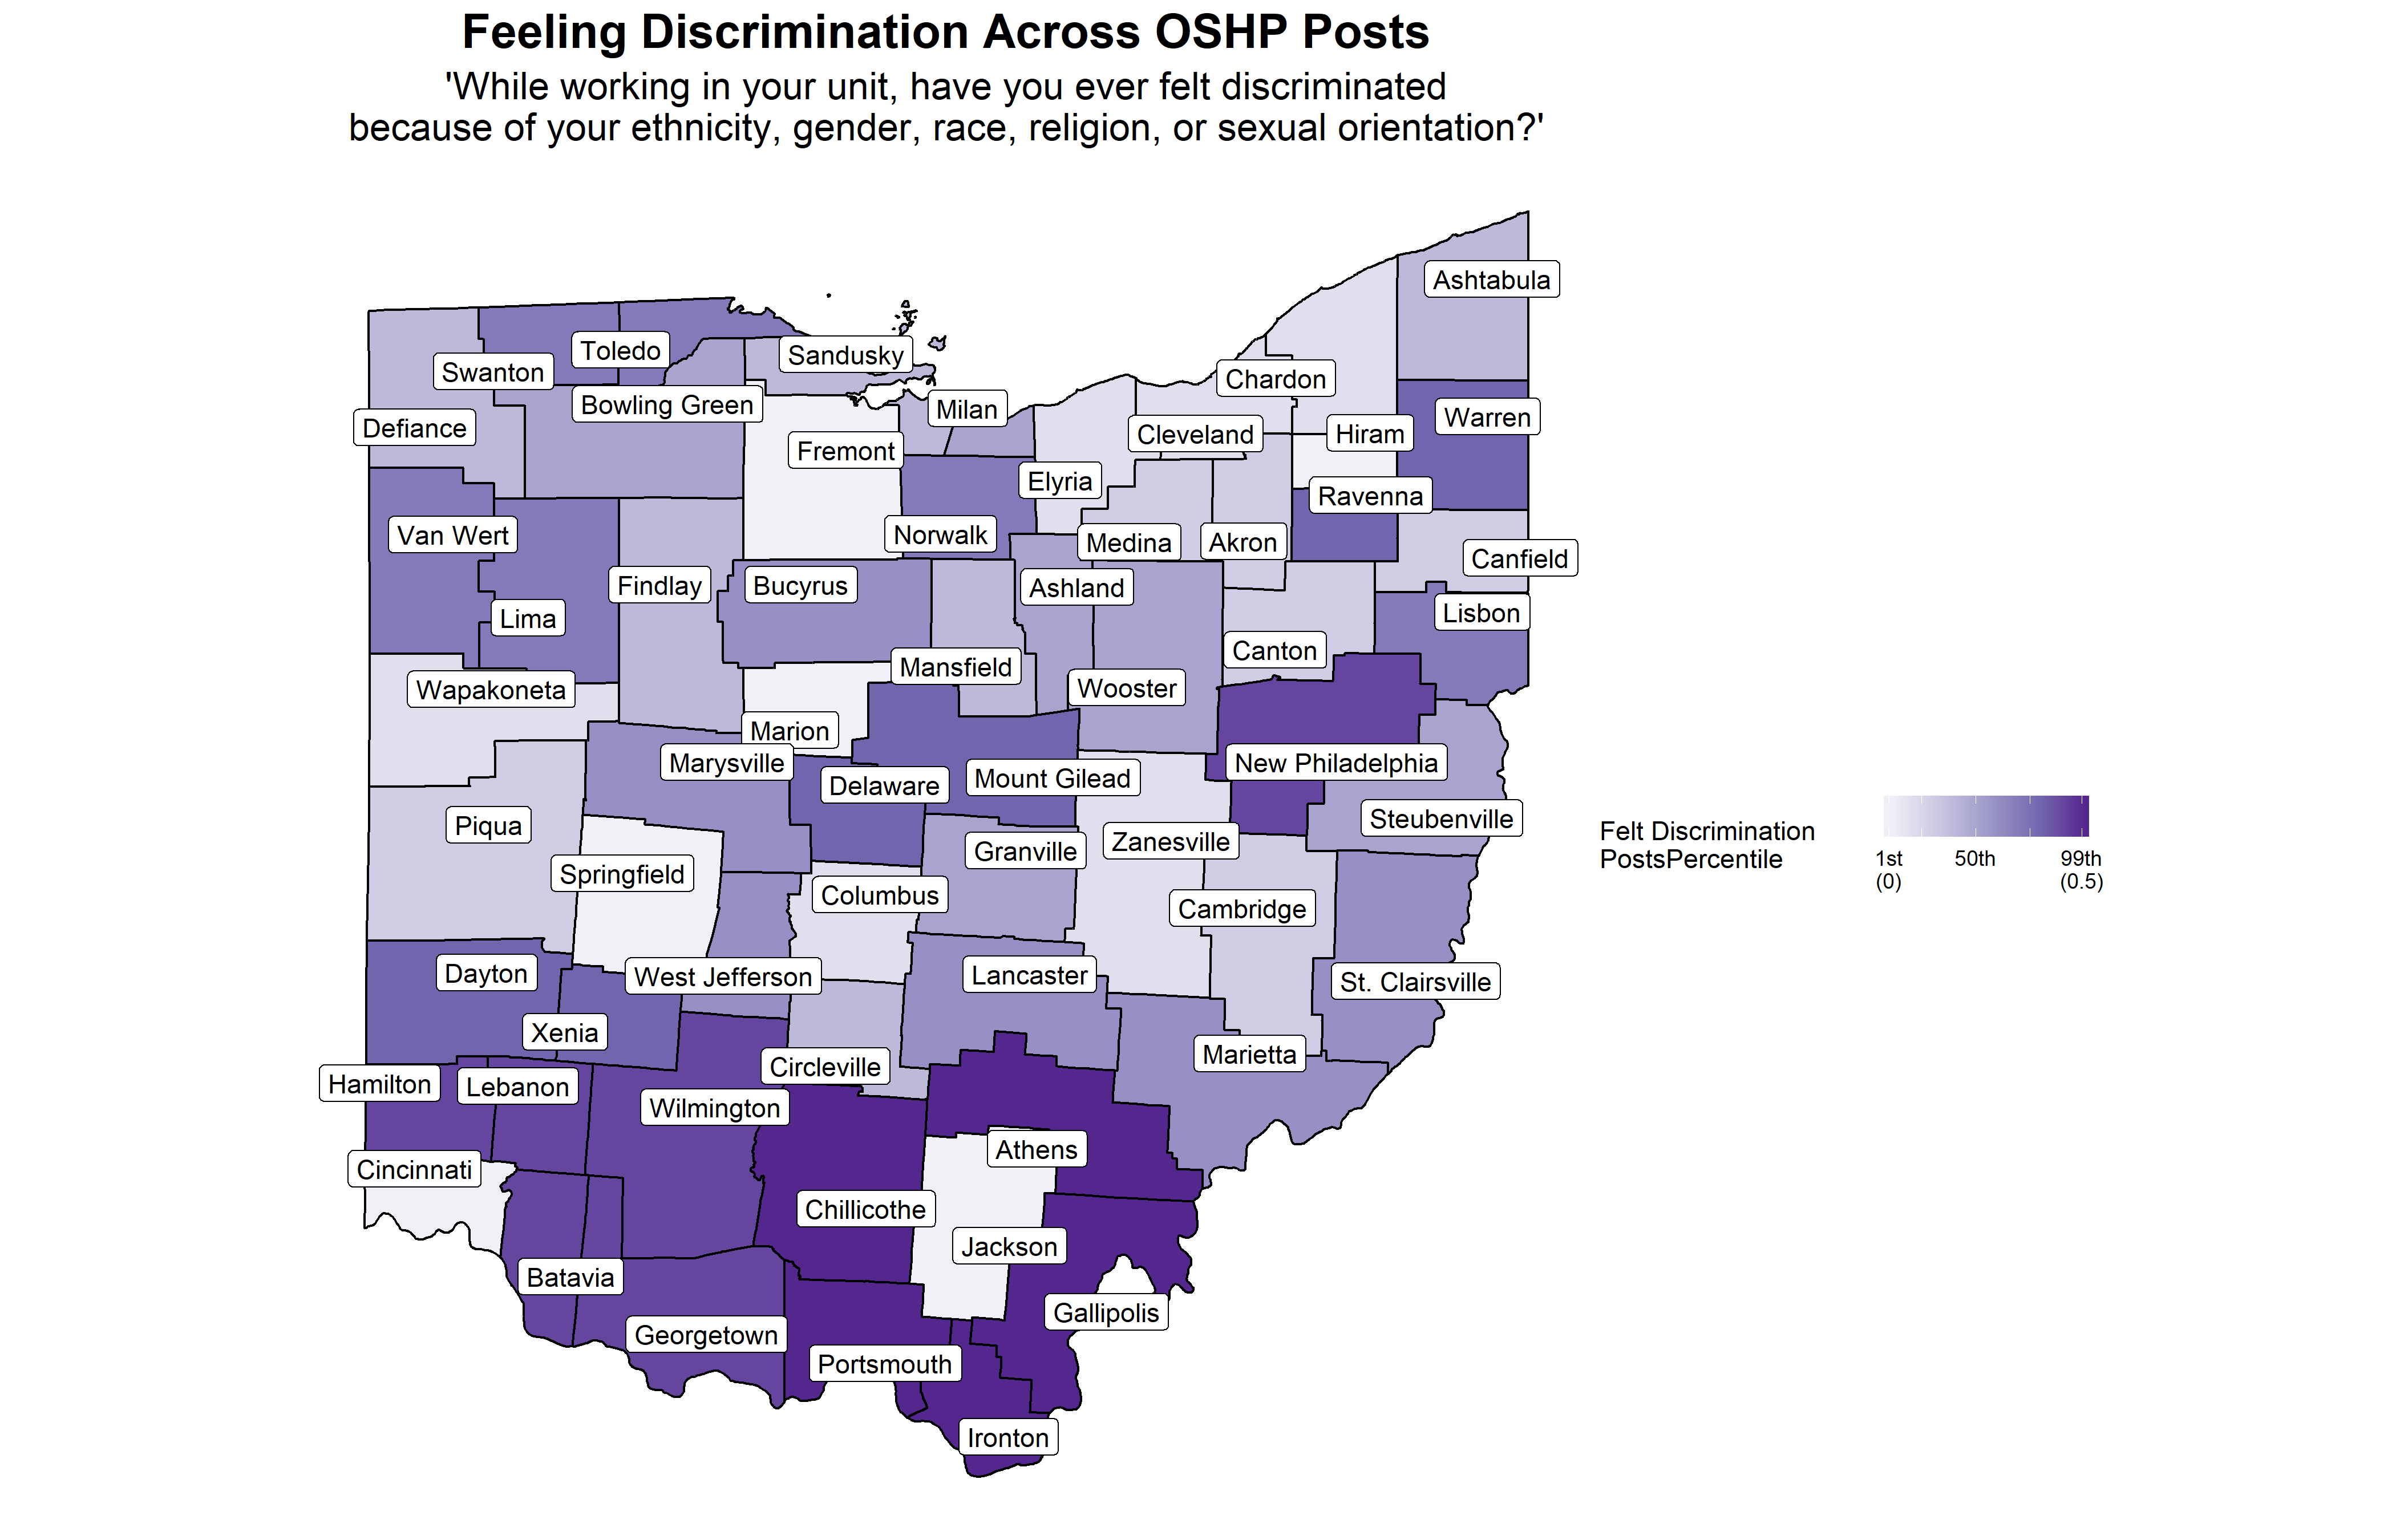 Feeling Discrimination Across OSHP Posts
'While working in your unit, have you ever felt discriminated
because of your ethnicity, gender, race, religion, or sexual orientation?'
Ashtabula
Toledo
Sandusky
Swanton
Chardon
Bowling Green
Milan
Warren
Defiance
Cleveland
Hiram
Fremont
Elyria
Ravenna
Van Wert
Norwalk
Medina
Akron
Canfield
Findlay
Bucyrus
Ashland
Lima
Lisbon
Canton
Mansfield
Wapakoneta
Wooster
Marion
Marysville
New Philadelphia
Delaware
Mount Gilead
Piqua
Steubenville
Zanesville
Granville
Springfield
Columbus
Cambridge
Dayton
West Jefferson
Lancaster
St. Clairsville
Xenia
Marietta
Circleville
Hamilton
Lebanon
Wilmington
Athens
Cincinnati
Chillicothe
Jackson
Batavia
Gallipolis
Georgetown
Portsmouth
Ironton
Felt Discrimination
PostsPercentile
1st
(0)
50th
99th
(0.5)